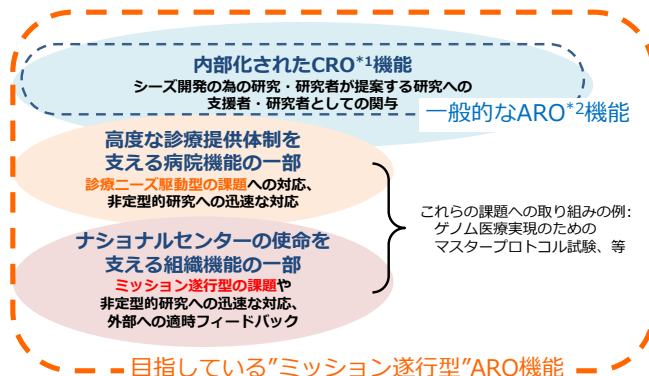 内部化されたCRO*1機能
シーズ開発の為の研究・研究者が提案する研究への
支援者・研究者としての関与
一般的なARO*2機能
高度な診療提供体制を
支える病院機能の一部
診療ニーズ駆動型の課題への対応、
非定型的研究への迅速な対応
ナショナルセンターの使命を
支える組織機能の一部
ミッション遂行型の課題や
非定型的研究への迅速な対応、
外部への適時フィードバック
これらの課題への取り組みの例:
ゲノム医療実現のための
マスタープロトコル試験、等
目指している”ミッション遂行型”ARO機能